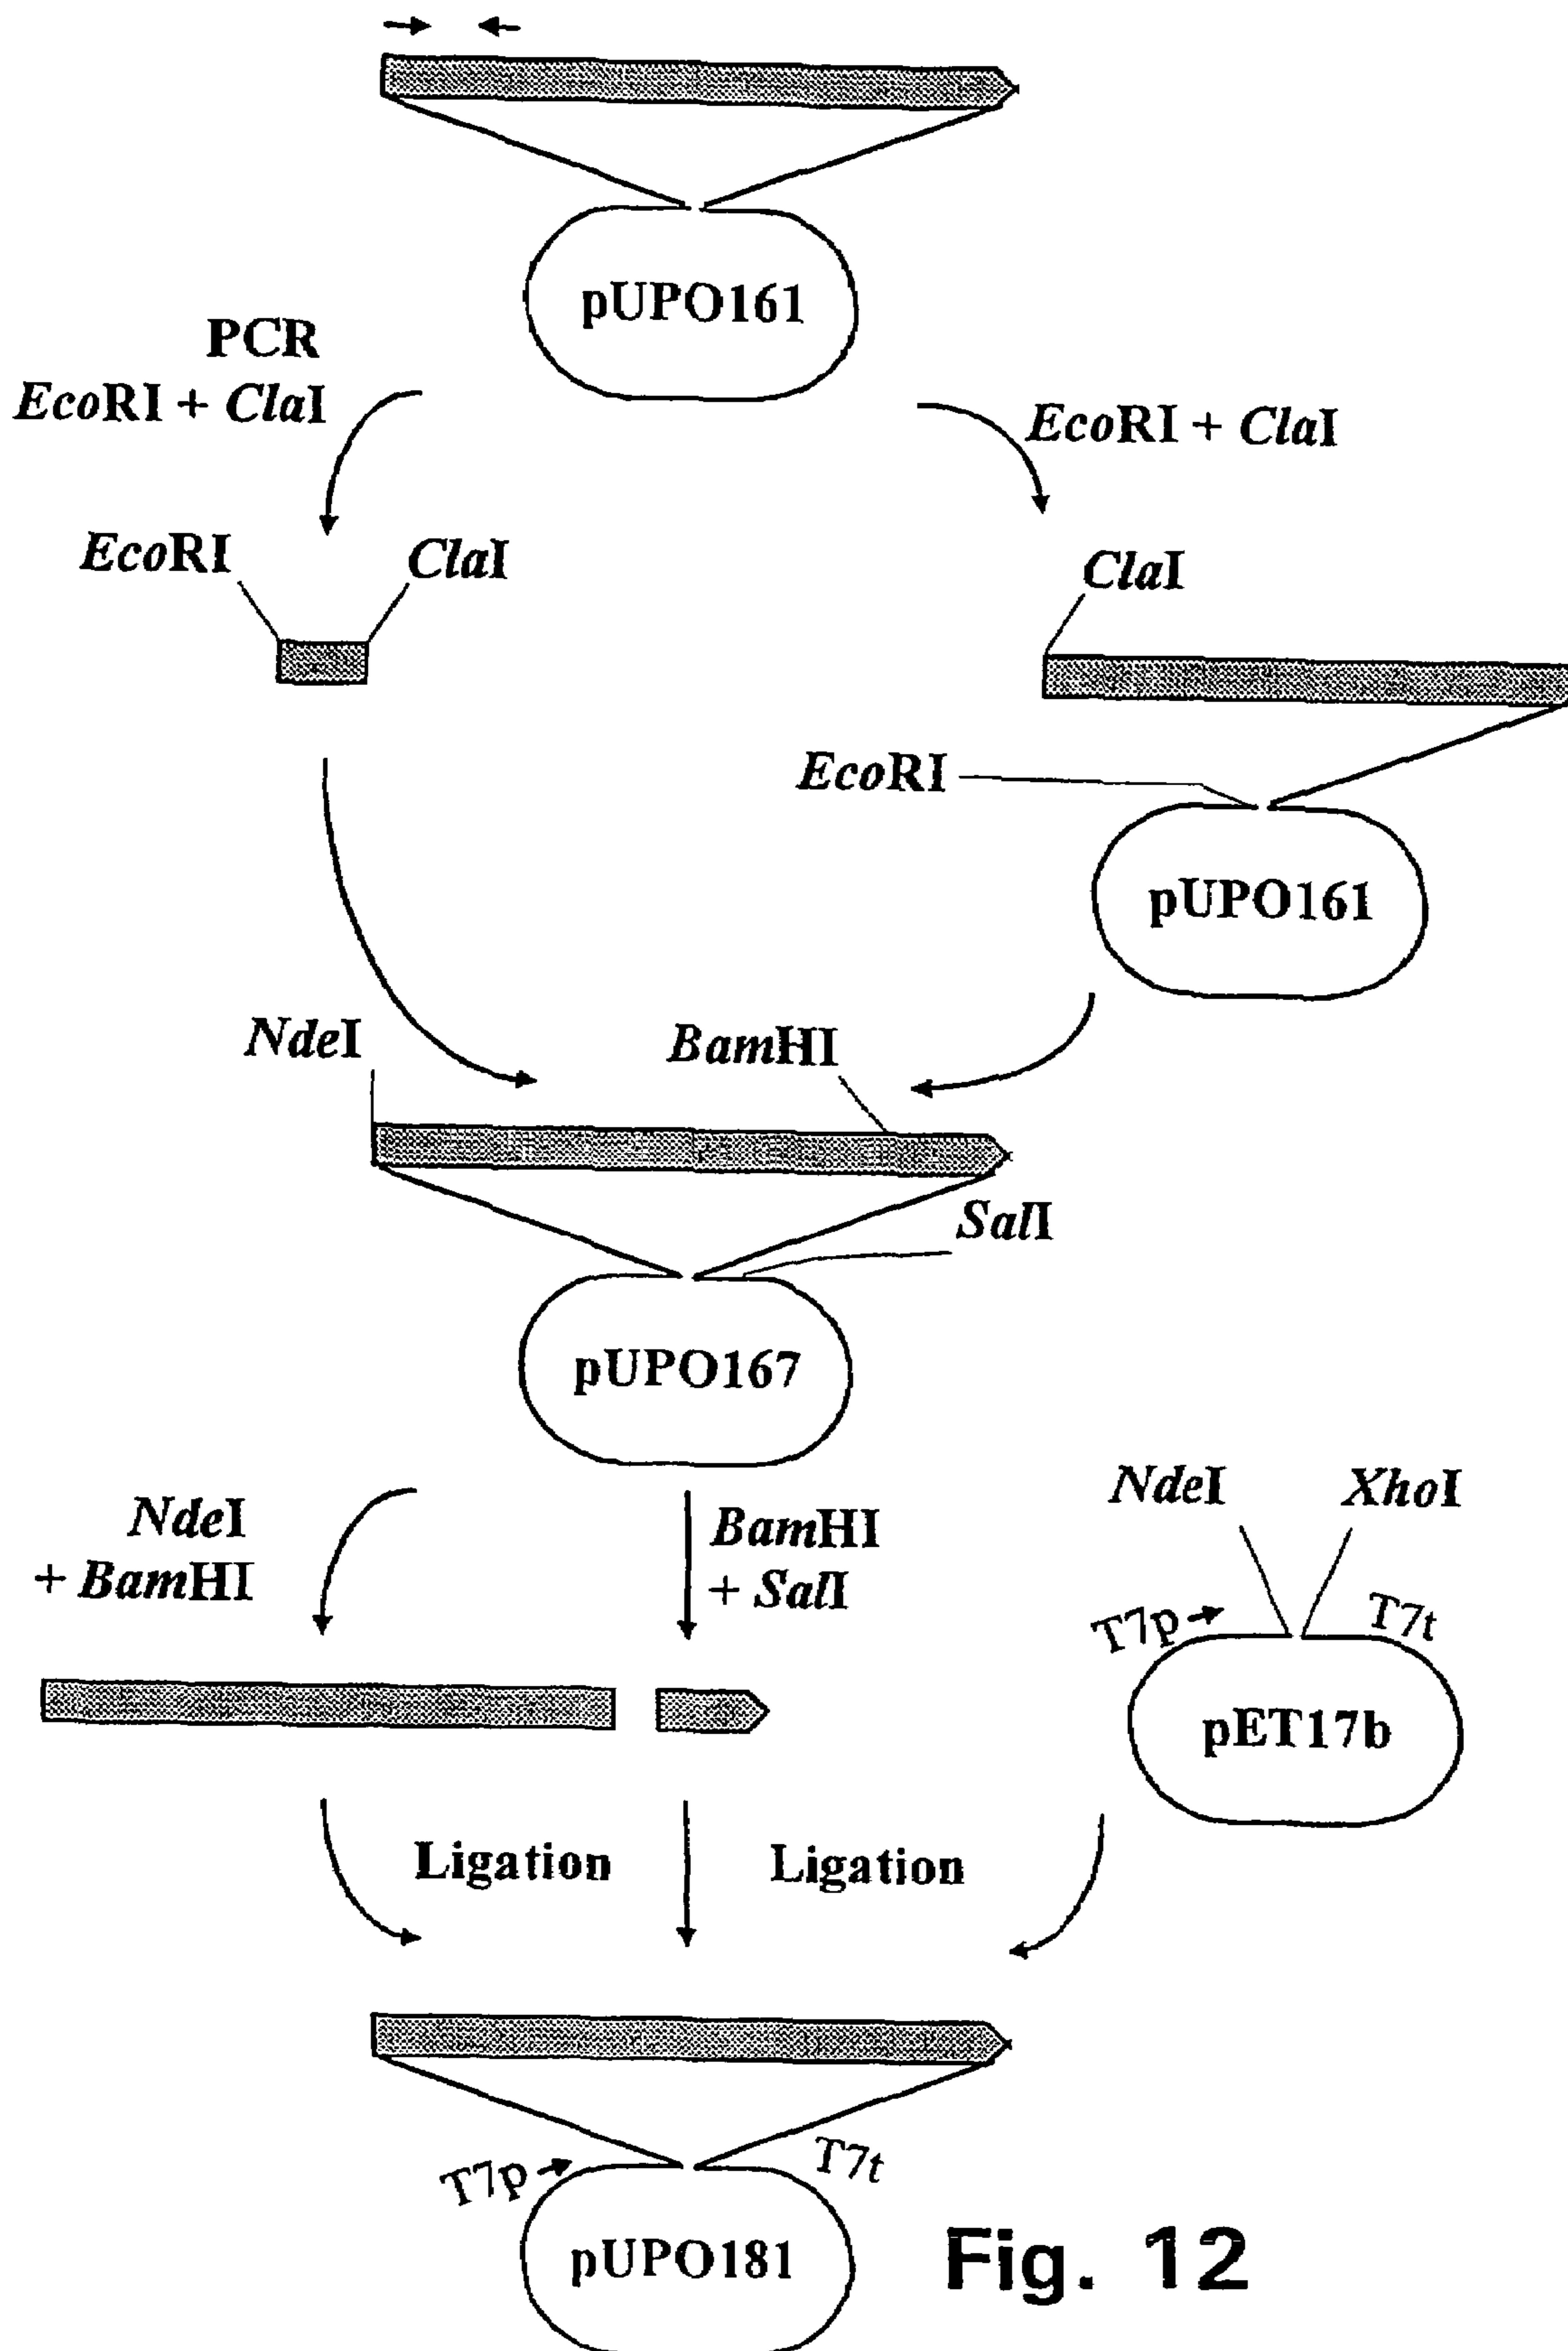 pUPO161
PCR
EcoRI + ClaI
EcoRI + ClaI
EcoRI
ClaI
ClaI
EcoRI
pUPO161
NdeI
BamHI
SalI
pUPO167
NdeI
+ BamHI
BamHI
+ SalI
NdeI
XhoI
T7p
T7t
pET17b
Ligation
Ligation
T7p
T7t
pUPO181
Fig. 12